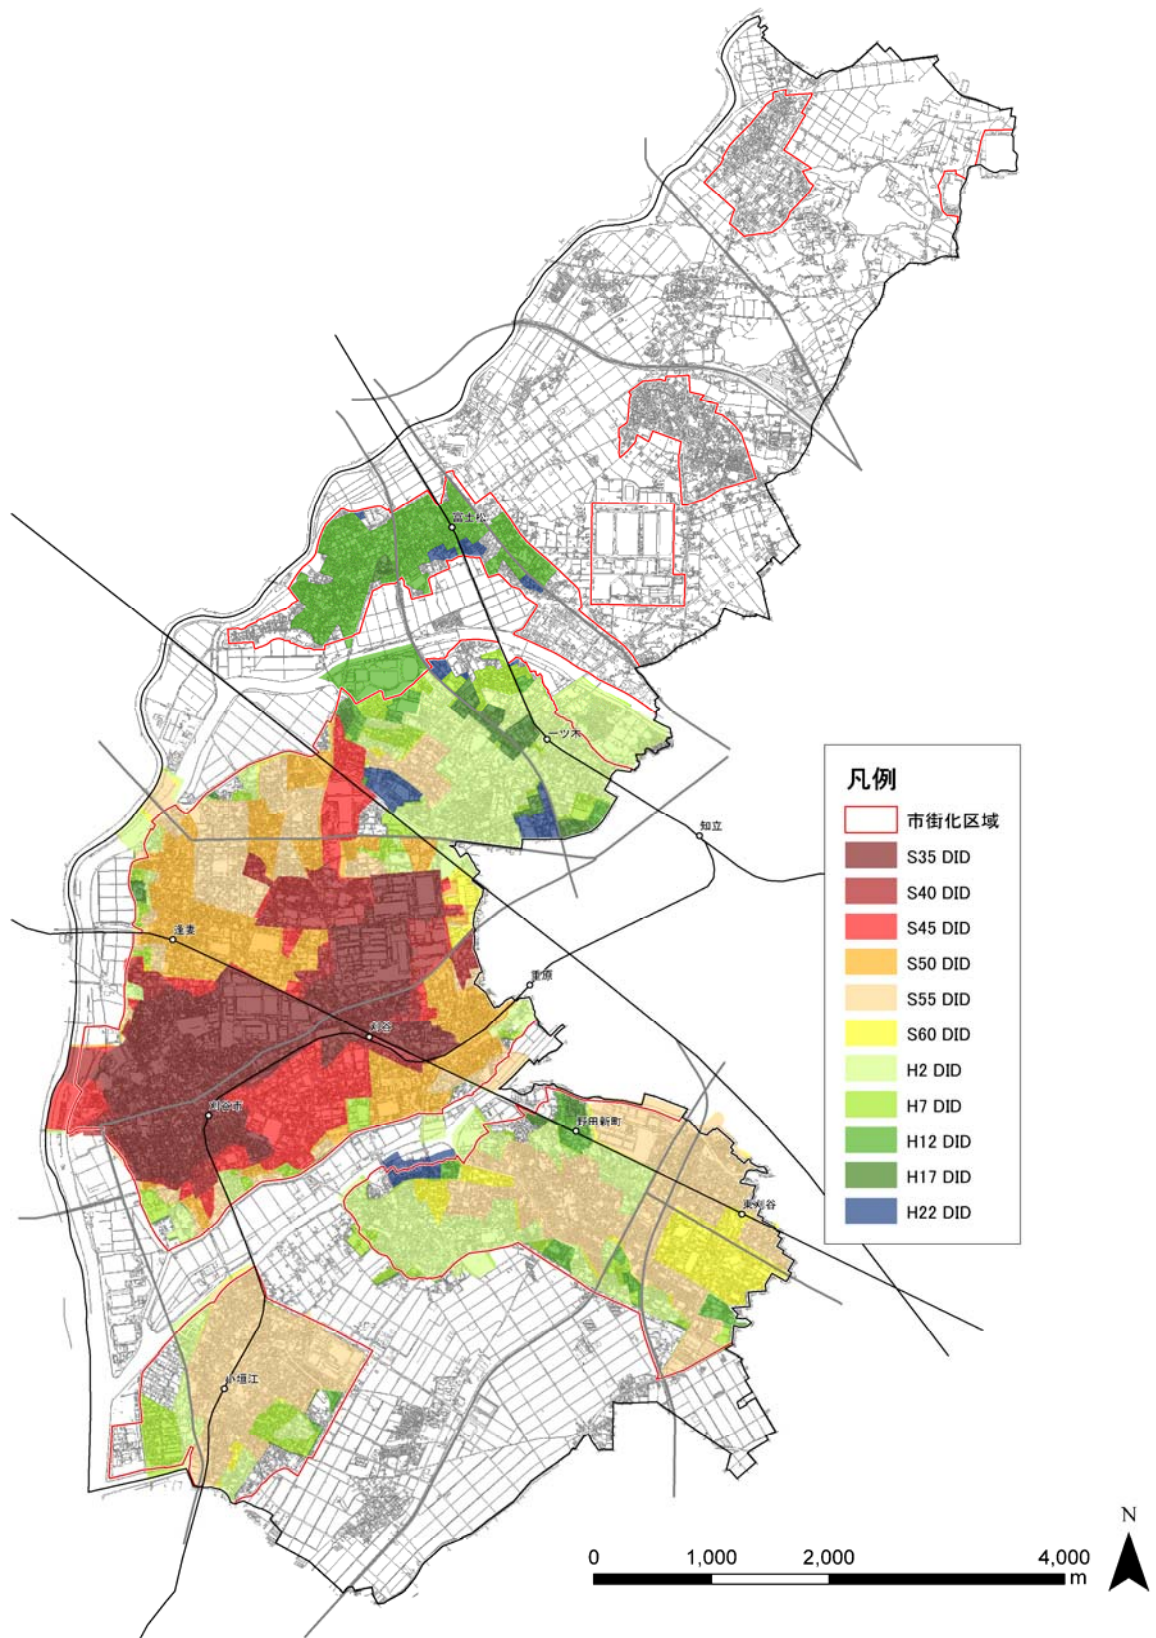 富士松
一ツ木
知立
逢妻
重原
刈谷
刈谷市
野田新町
東刈谷
小垣江
凡例
市街化区域
S35 DID
S40 DID
S45 DID
S50 DID
S55 DID
S60 DID
H2 DID
H7 DID
H12 DID
H17 DID
H22 DID
N
0 1,000 2,000 4,000
m